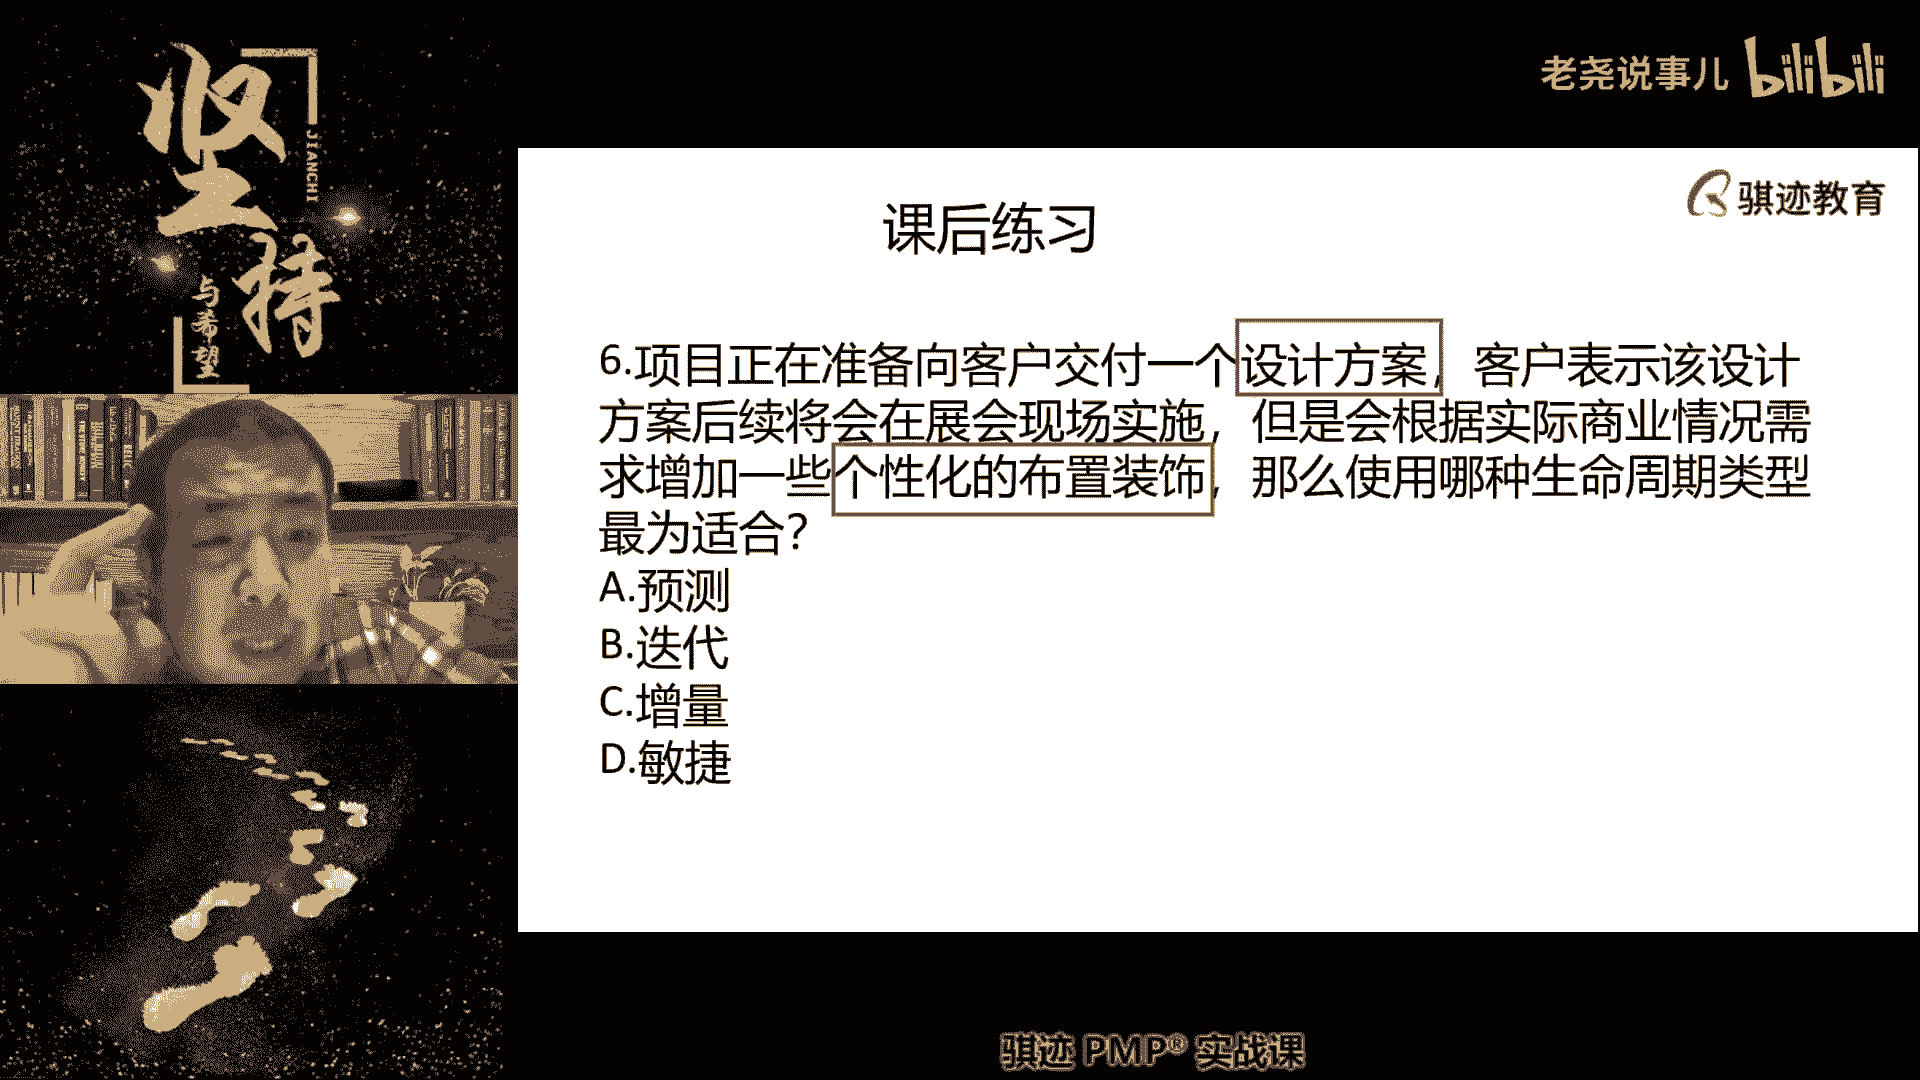 坚持
JIANCHI
与希望
老尧说事儿 bilibili
骐迹教育
课后练习
6.项目正在准备向客户交付一个设计方案，客户表示该设计
方案后续将会在展会现场实施，但是会根据实际商业情况需
求增加一些个性化的布置装饰，那么使用哪种生命周期类型
最为适合？
A.预测
B.迭代
C.增量
D.敏捷
骐迹 PMP® 实战课